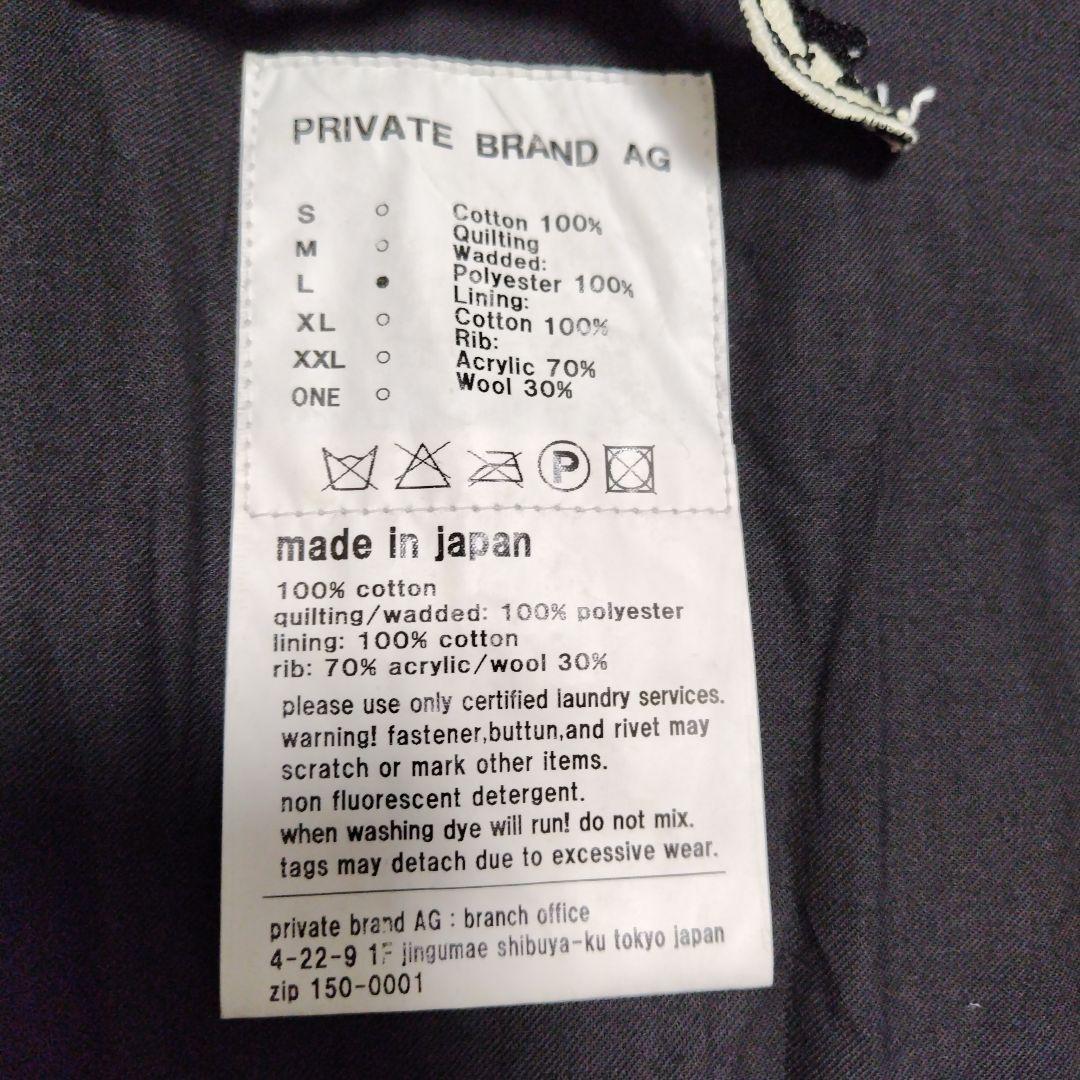 PRIVATE BRAND AG
S ○ Cotton 100%
Quilting
M ○ Wadded:
L ● Polyester 100%
Lining:
XL ○ Cotton 100%
Rib:
XXL ○ Acrylic 70%
ONE ○ Wool 30%
P
made in japan
100% cotton
quilting/wadded: 100% polyester
lining: 100% cotton
rib: 70% acrylic/wool 30%
please use only certified laundry services.
warning! fastener,buttun,and rivet may
scratch or mark other items.
non fluorescent detergent.
when washing dye will run! do not mix.
tags may detach due to excessive wear.
private brand AG : branch office
4-22-9 1F jingumae shibuya-ku tokyo japan
zip 150-0001